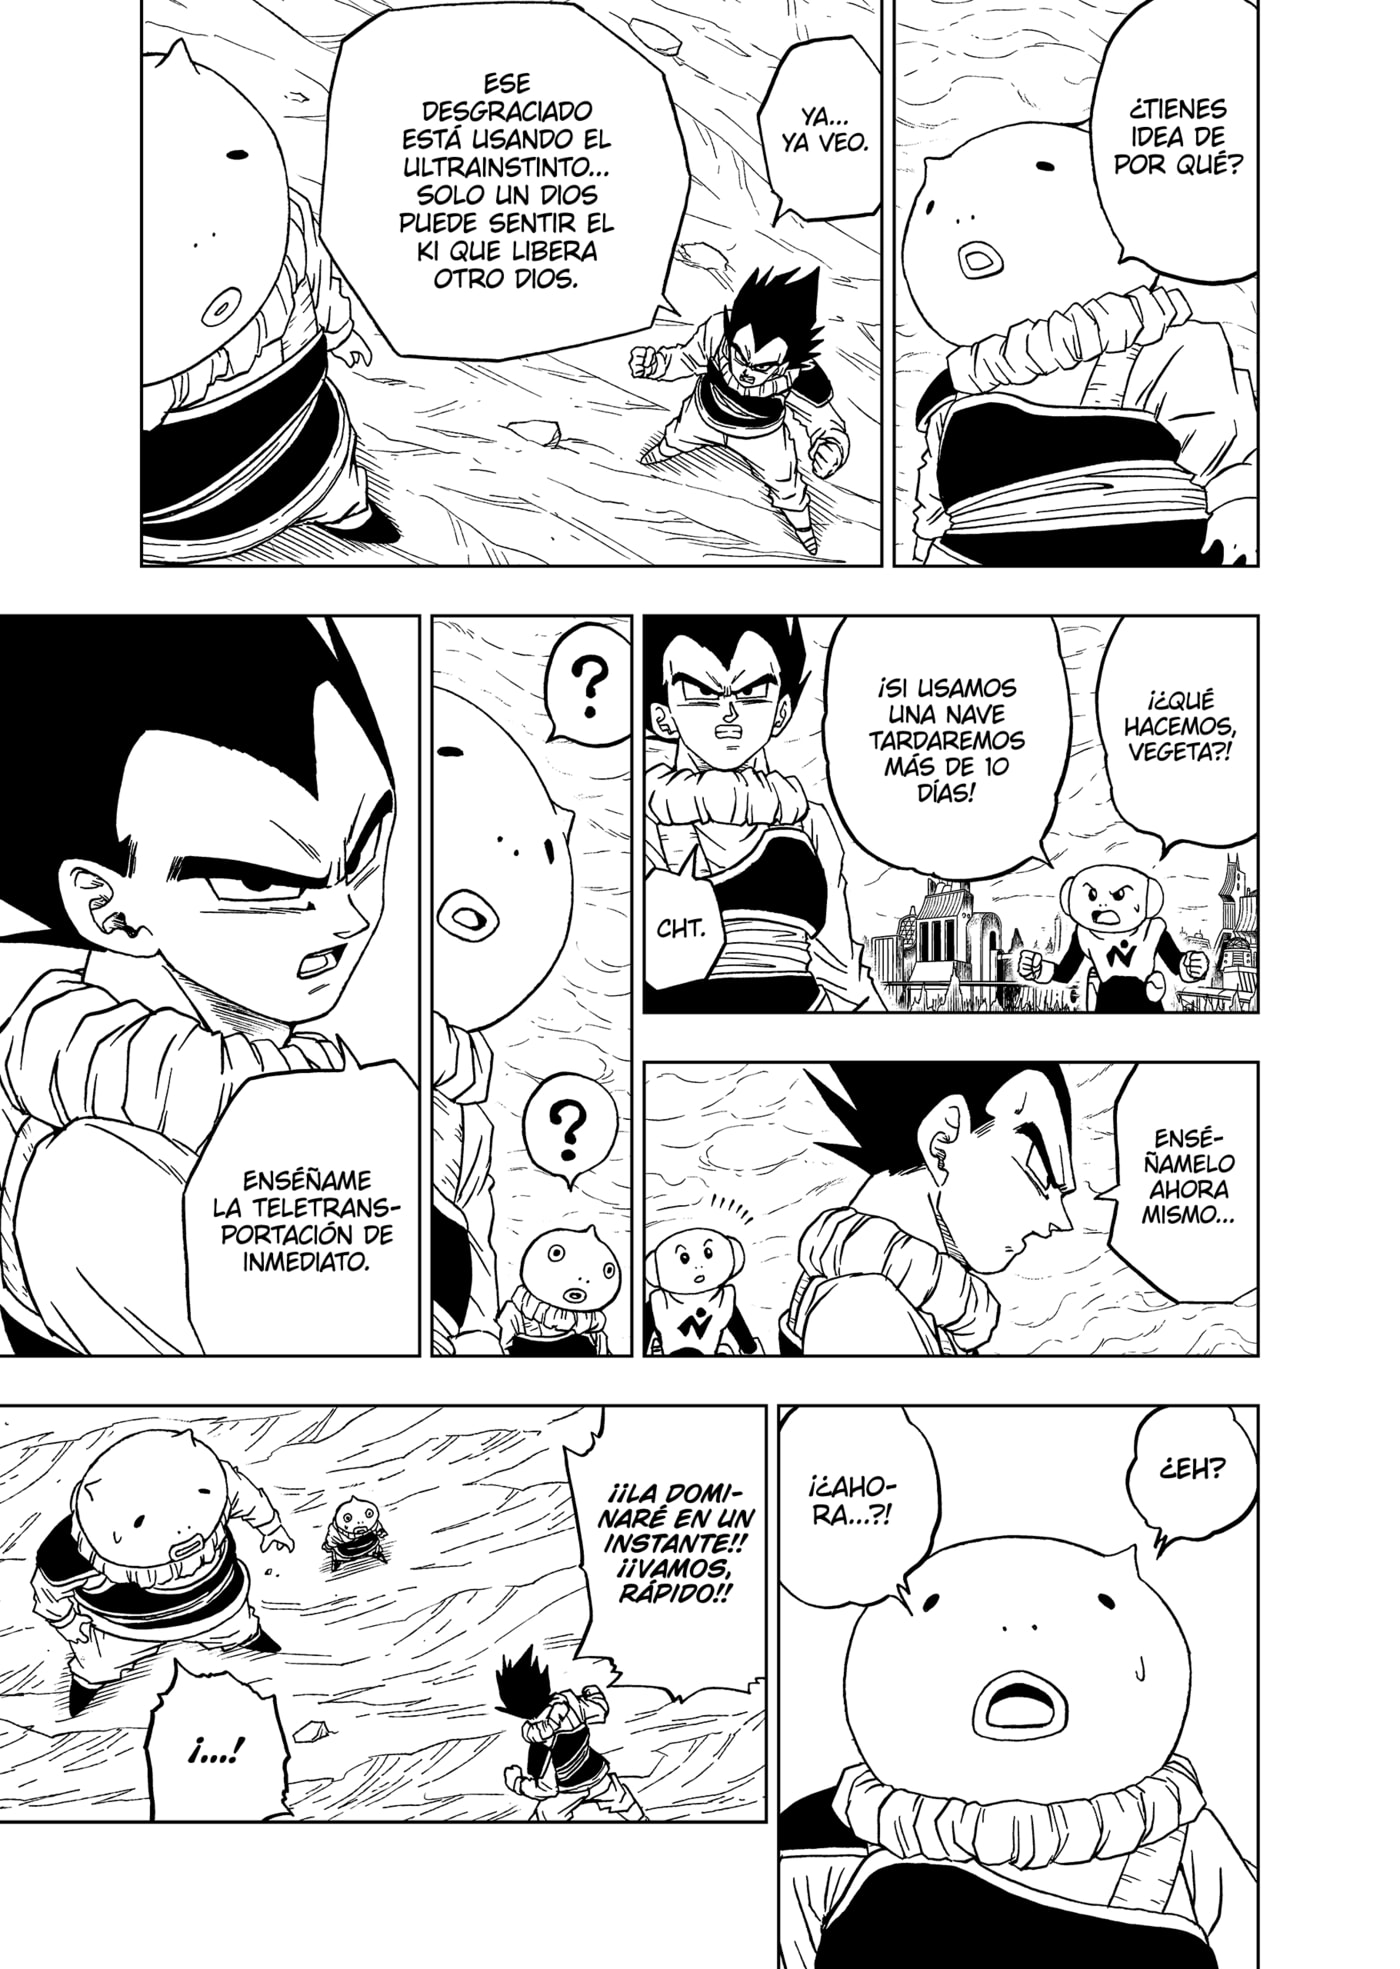 ¿TIENES
IDEA DE
POR QUÉ?
YA...
YA VEO.
ESE
DESGRACIADO
ESTÁ USANDO EL
ULTRAINSTINTO...
SOLO UN DIOS
PUEDE SENTIR EL
KI QUE LIBERA
OTRO DIOS.
¡¿QUÉ
HACEMOS,
VEGETA?!
¡SI USAMOS
UNA NAVE
TARDAREMOS
MÁS DE 10
DÍAS!
CHT.
ENSÉ-
ÑAMELO
AHORA
MISMO...
?
?
ENSÉÑAME
LA TELETRANS-
PORTACIÓN DE
INMEDIATO.
¿EH?
¡¿AHO-
RA...?!
¡¡LA DOMI-
NARÉ EN UN
INSTANTE!!
¡¡VAMOS,
RÁPIDO!!
¡...!